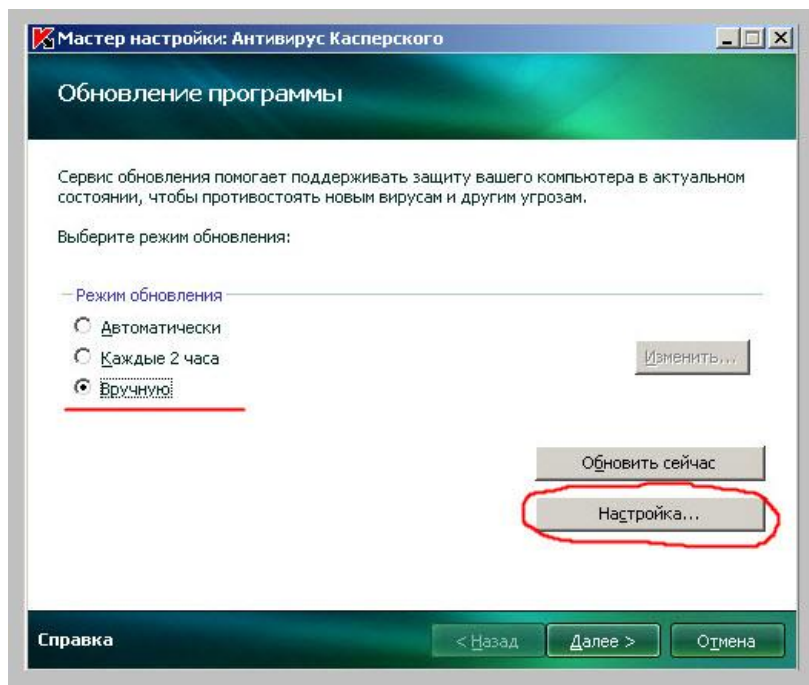 Мастер настройки: Антивирус Касперского
Обновление программы
Сервис обновления помогает поддерживать защиту вашего компьютера в актуальном
состоянии, чтобы противостоять новым вирусам и другим угрозам.
Выберите режим обновления:
Режим обновления
Автоматически
Каждые 2 часа
Изменить...
Вручную
Обновить сейчас
Настройка...
Справка
< Назад
Далее >
Отмена